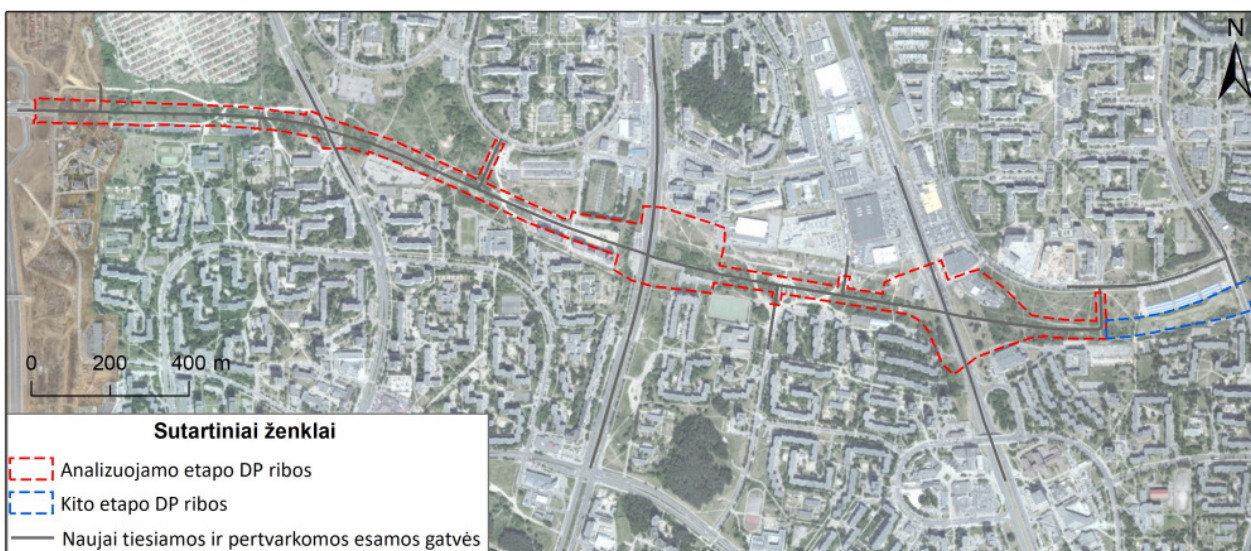 N
0 200 400 m
Sutartiniai ženklai
Analizuojamo etapo DP ribos
Kito etapo DP ribos
Naujai tiesiamos ir pertvarkomos esamos gatvės